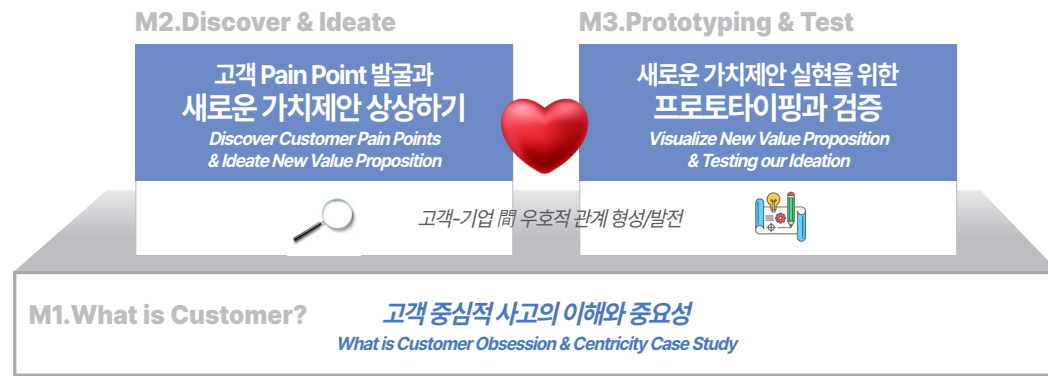 M2.Discover & Ideate
고객 Pain Point 발굴과
새로운 가치제안 상상하기
Discover Customer Pain Points
& Ideate New Value Proposition
M3.Prototyping & Test
새로운 가치제안 실현을 위한
프로토타이핑과 검증
Visualize New Value Proposition
& Testing our Ideation
고객-기업 間 우호적 관계 형성/발전
M1.What is Customer?
고객 중심적 사고의 이해와 중요성
What is Customer Obsession & Centricity Case Study